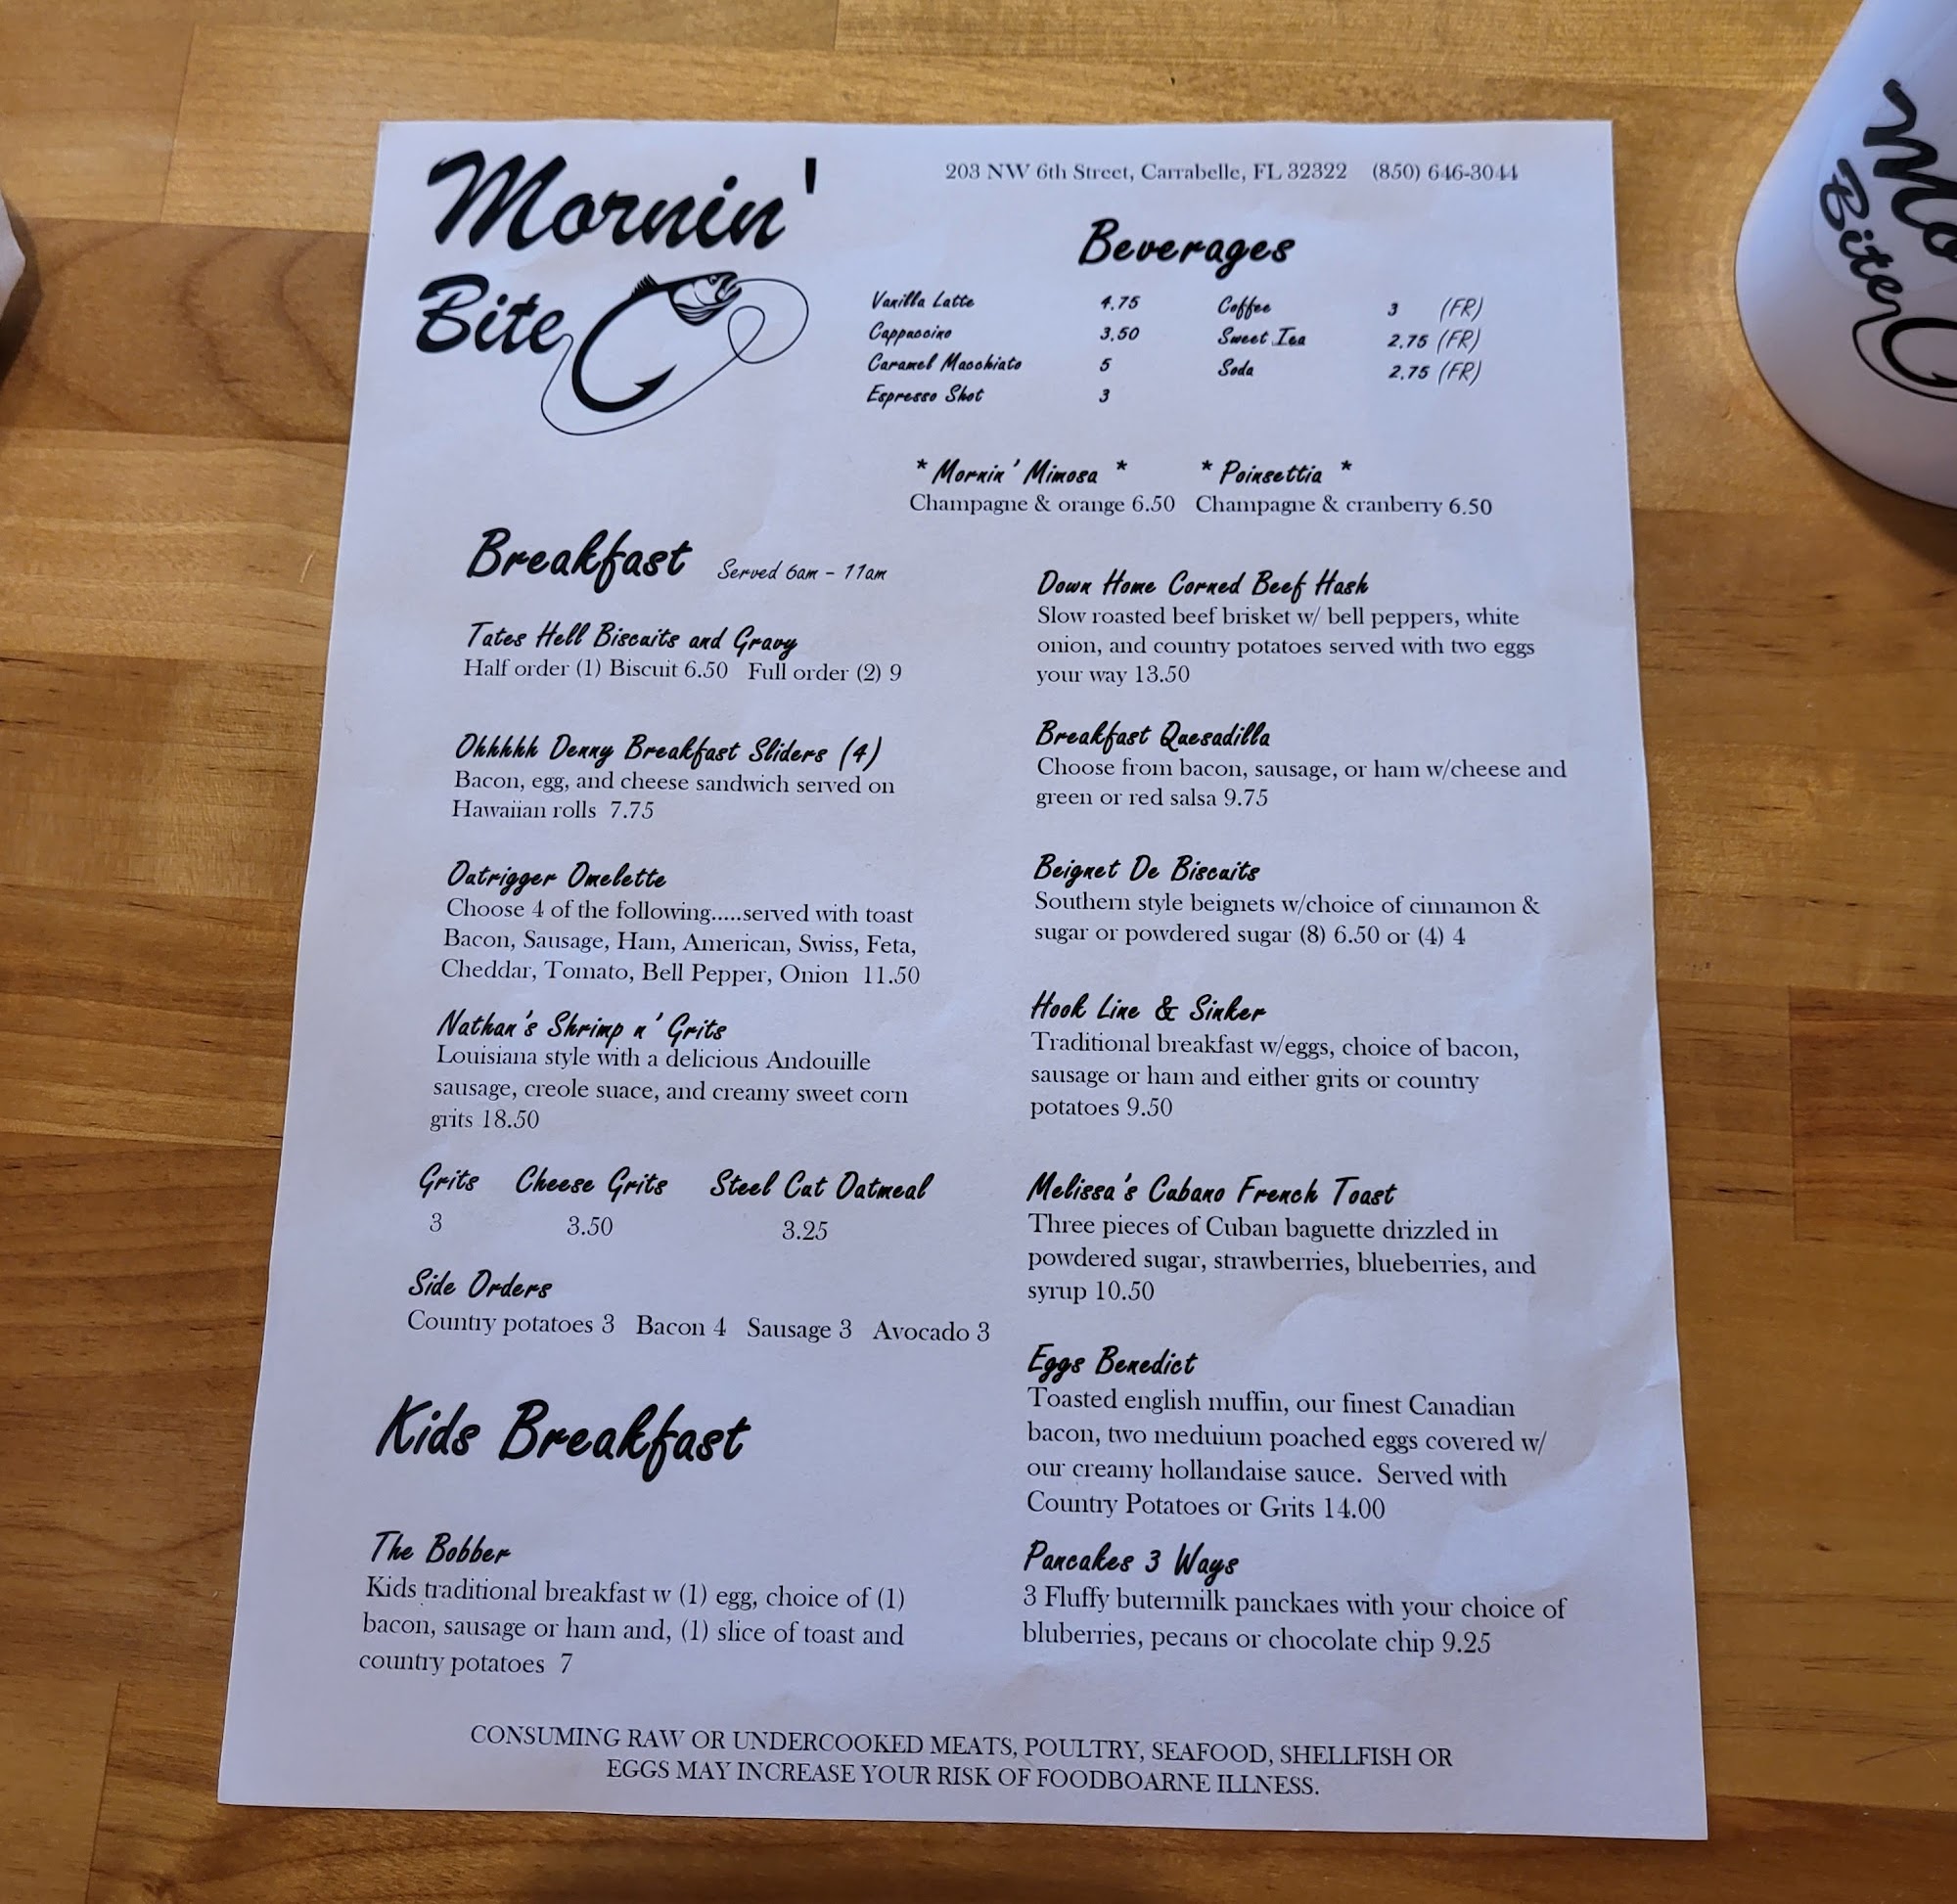 Mornin'
Bite
203 NW 6th Street, Carrabelle, FL 32322 (850) 646-3044
Beverages
Vanilla Latte 4.75 Coffee 3 (FR)
Cappuccino 3.50 Sweet Tea 2.75 (FR)
Caramel Macchiato 5 Soda 2.75 (FR)
Espresso Shot 3
* Mornin' Mimosa * * Poinsettia *
Champagne & orange 6.50 Champagne & cranberry 6.50
Breakfast Served 6am - 11am
Tates Hell Biscuits and Gravy
Half order (1) Biscuit 6.50 Full order (2) 9
Ohhhhh Denny Breakfast Sliders (4)
Bacon, egg, and cheese sandwich served on
Hawaiian rolls 7.75
Outrigger Omelette
Choose 4 of the following.....served with toast
Bacon, Sausage, Ham, American, Swiss, Feta,
Cheddar, Tomato, Bell Pepper, Onion 11.50
Nathan's Shrimp n' Grits
Louisiana style with a delicious Andouille
sausage, creole suace, and creamy sweet corn
grits 18.50
Grits Cheese Grits Steel Cut Oatmeal
3 3.50 3.25
Side Orders
Country potatoes 3 Bacon 4 Sausage 3 Avocado 3
Kids Breakfast
The Bobber
Kids traditional breakfast w (1) egg, choice of (1)
bacon, sausage or ham and, (1) slice of toast and
country potatoes 7
Down Home Corned Beef Hash
Slow roasted beef brisket w/ bell peppers, white
onion, and country potatoes served with two eggs
your way 13.50
Breakfast Quesadilla
Choose from bacon, sausage, or ham w/cheese and
green or red salsa 9.75
Beignet De Biscuits
Southern style beignets w/choice of cinnamon &
sugar or powdered sugar (8) 6.50 or (4) 4
Hook Line & Sinker
Traditional breakfast w/eggs, choice of bacon,
sausage or ham and either grits or country
potatoes 9.50
Melissa's Cubano French Toast
Three pieces of Cuban baguette drizzled in
powdered sugar, strawberries, blueberries, and
syrup 10.50
Eggs Benedict
Toasted english muffin, our finest Canadian
bacon, two meduium poached eggs covered w/
our creamy hollandaise sauce. Served with
Country Potatoes or Grits 14.00
Pancakes 3 Ways
3 Fluffy butermilk panckaes with your choice of
bluberries, pecans or chocolate chip 9.25
CONSUMING RAW OR UNDERCOOKED MEATS, POULTRY, SEAFOOD, SHELLFISH OR
EGGS MAY INCREASE YOUR RISK OF FOODBOARNE ILLNESS.
Mo
Bite